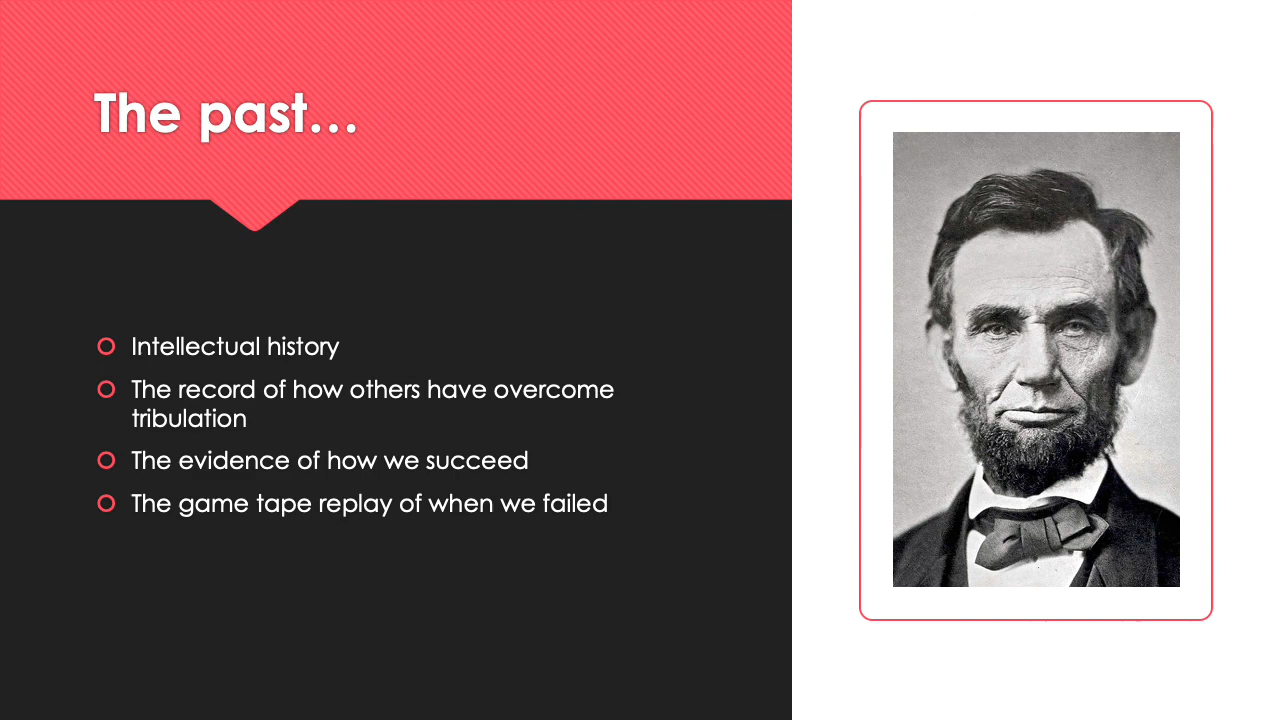 The past…
Intellectual history
The record of how others have overcome
tribulation
The evidence of how we succeed
The game tape replay of when we failed